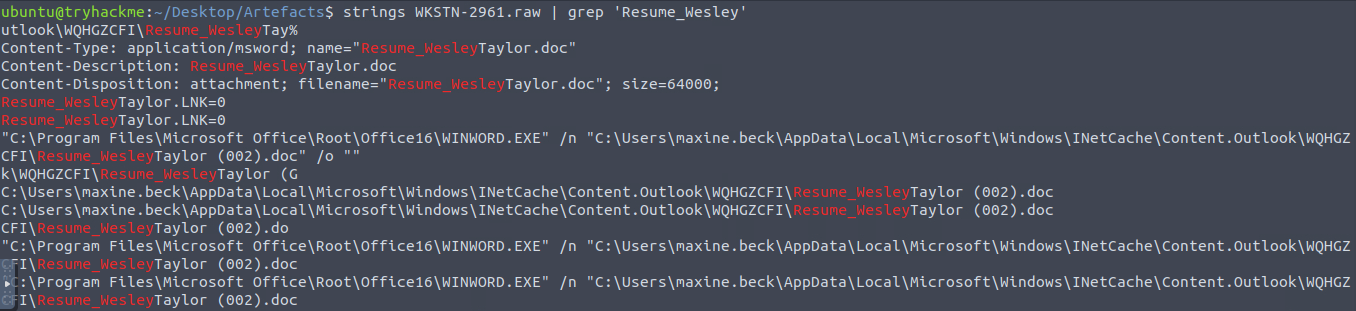 ubuntu@tryhackme:~/Desktop/Artefacts$ strings WKSTN-2961.raw | grep 'Resume_Wesley'
utlook\WQHGZCFI\Resume_WesleyTay%
Content-Type: application/msword; name="Resume_WesleyTaylor.doc"
Content-Description: Resume_WesleyTaylor.doc
Content-Disposition: attachment; filename="Resume_WesleyTaylor.doc"; size=64000;
Resume_WesleyTaylor.LNK=0
Resume_WesleyTaylor.LNK=0
"C:\Program Files\Microsoft Office\Root\Office16\WINWORD.EXE" /n "C:\Users\maxine.beck\AppData\Local\Microsoft\Windows\INetCache\Content.Outlook\WQHGZ
CFI\Resume_WesleyTaylor (002).doc" /o ""
k\WQHGZCFI\Resume_WesleyTaylor (G
C:\Users\maxine.beck\AppData\Local\Microsoft\Windows\INetCache\Content.Outlook\WQHGZCFI\Resume_WesleyTaylor (002).doc
C:\Users\maxine.beck\AppData\Local\Microsoft\Windows\INetCache\Content.Outlook\WQHGZCFI\Resume_WesleyTaylor (002).doc
CFI\Resume_WesleyTaylor (002).do
"C:\Program Files\Microsoft Office\Root\Office16\WINWORD.EXE" /n "C:\Users\maxine.beck\AppData\Local\Microsoft\Windows\INetCache\Content.Outlook\WQHGZ
CFI\Resume_WesleyTaylor (002).doc
"C:\Program Files\Microsoft Office\Root\Office16\WINWORD.EXE" /n "C:\Users\maxine.beck\AppData\Local\Microsoft\Windows\INetCache\Content.Outlook\WQHGZ
CFI\Resume_WesleyTaylor (002).doc